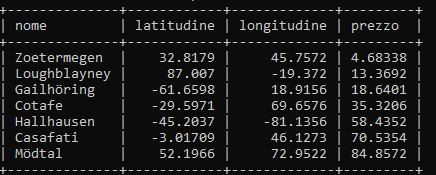 nome latitudine longitudine prezzo
Zoetermegen 32.8179 45.7572 4.68338
Loughblayney 87.007 -19.372 13.3692
Gailhöring -61.6598 18.9156 18.6401
Cotafe -29.5971 69.6576 35.3206
Hallhausen -45.2037 -81.1356 58.4352
Casafati -3.01709 46.1273 70.5354
Mödtal 52.1966 72.9522 84.8572